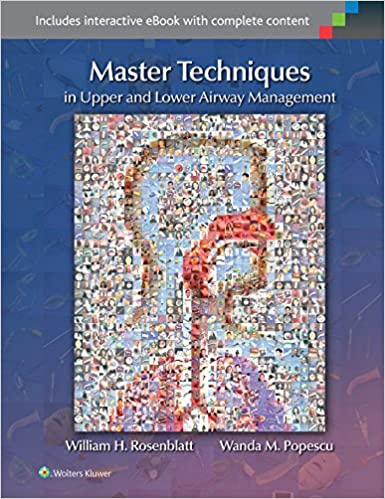 Includes interactive eBook with complete content
Master Techniques
in Upper and Lower Airway Management
William H. Rosenblatt Wanda M. Popescu
Wolters Kluwer